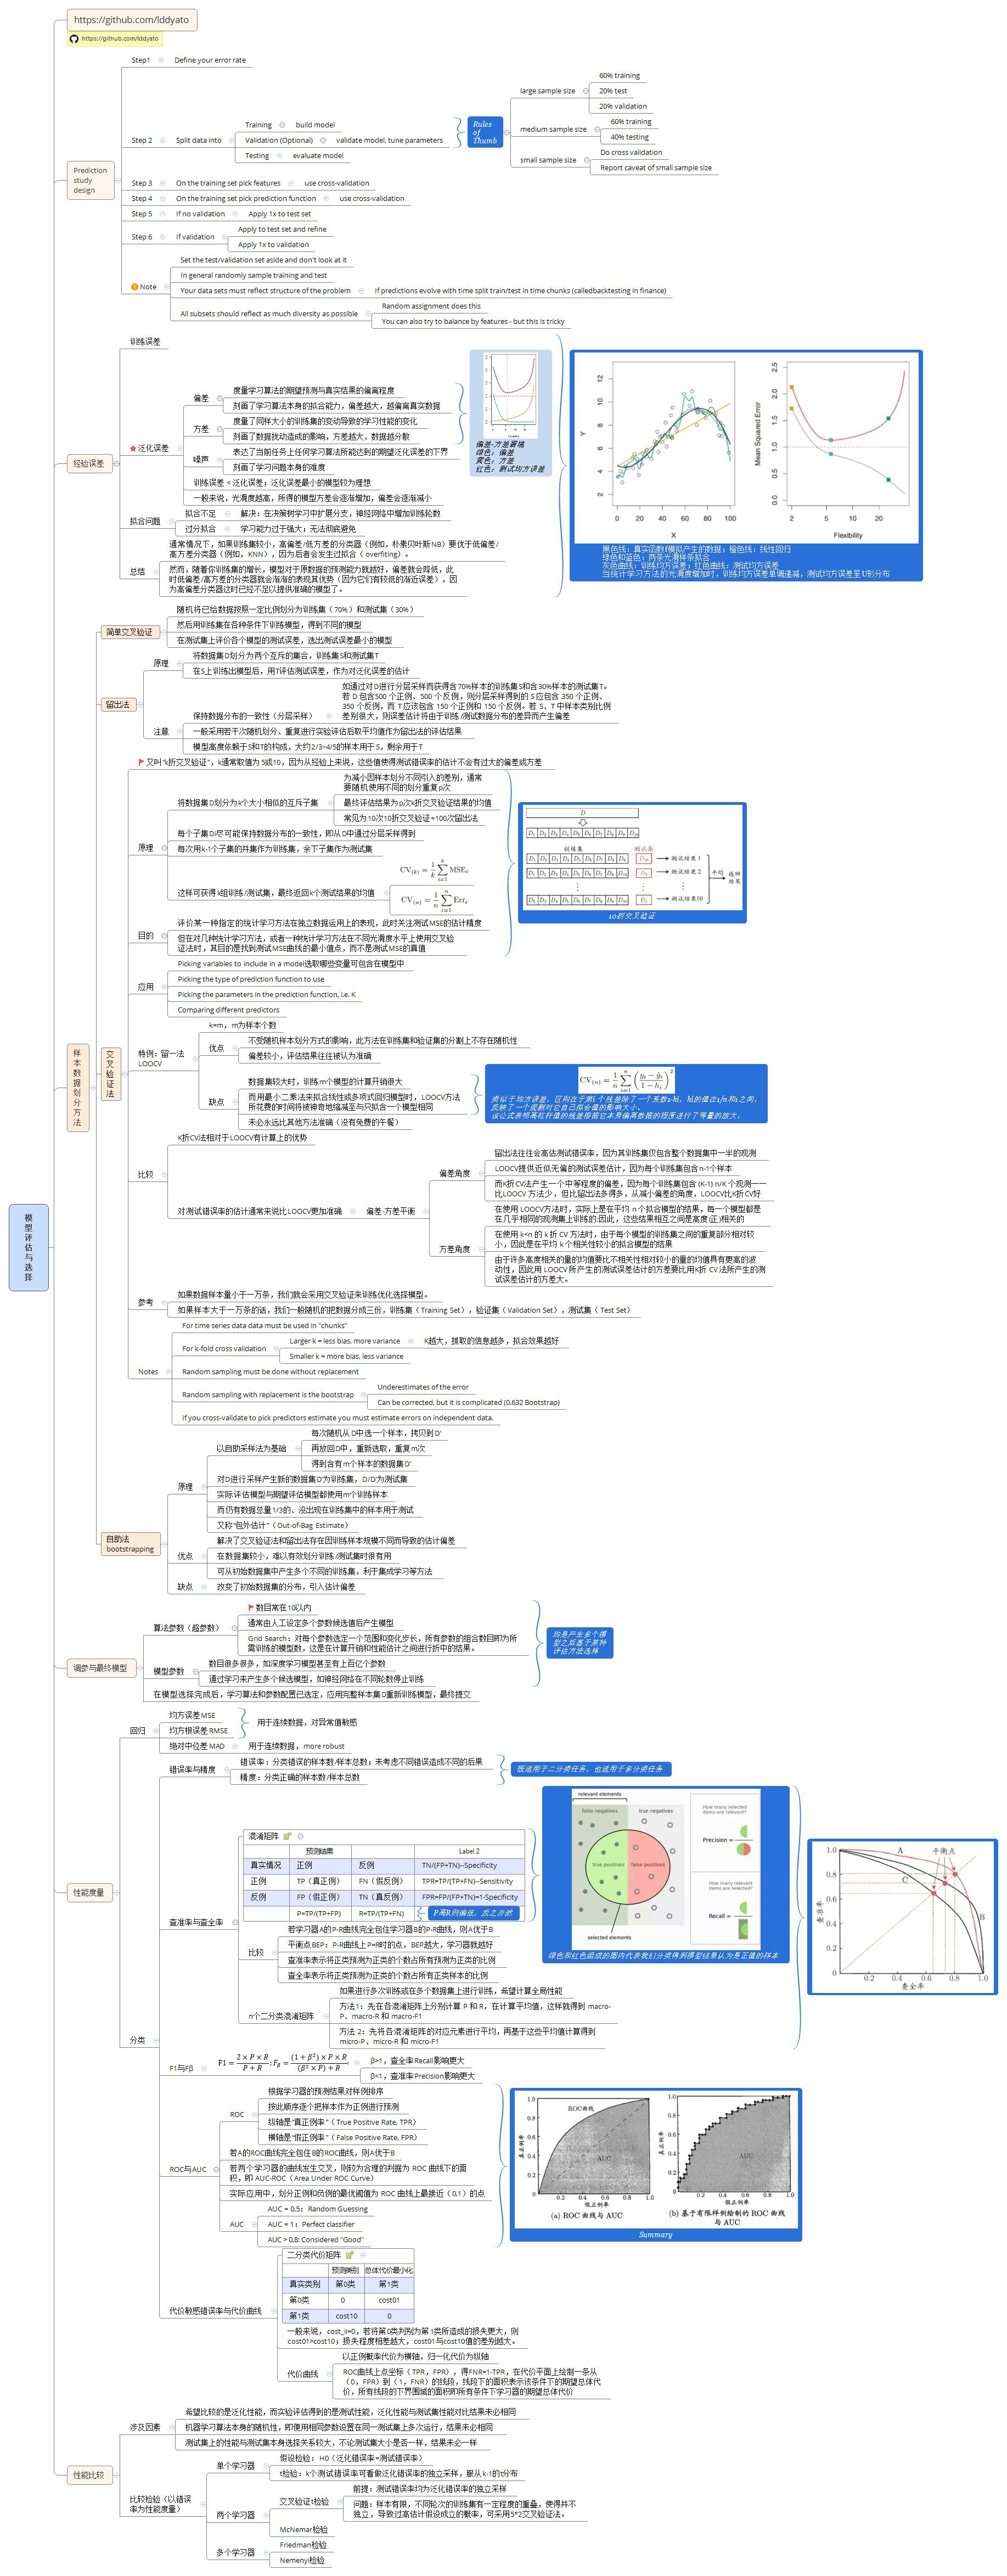 https://github.com/lddyato
https://github.com/lddyato
模型评估与选择
Prediction
study
design
Step1
Define your error rate
Step 2
Split data into
Training
build model
Validation (Optional)
validate model, tune parameters
Testing
evaluate model
Rules
of
Thumb
large sample size
60% training
20% test
20% validation
medium sample size
60% training
40% testing
small sample size
Do cross validation
Report caveat of small sample size
Step 3
On the training set pick features
use cross-validation
Step 4
On the training set pick prediction function
use cross-validation
Step 5
If no validation
Apply 1x to test set
Step 6
If validation
Apply to test set and refine
Apply 1x to validation
Note
Set the test/validation set aside and don't look at it
In general randomly sample training and test
Your data sets must reflect structure of the problem
If predictions evolve with time split train/test in time chunks (calledbacktesting in finance)
All subsets should reflect as much diversity as possible
Random assignment does this
You can also try to balance by features - but this is tricky
经验误差
训练误差
泛化误差
偏差
度量学习算法的期望预测与真实结果的偏离程度
刻画了学习算法本身的拟合能力，偏差越大，越偏离真实数据
方差
度量了同样大小的训练集的变动导致的学习性能的变化
刻画了数据扰动造成的影响，方差越大，数据越分散
噪声
表达了当前任务上任何学习算法所能达到的期望泛化误差的下界
刻画了学习问题本身的难度
训练误差 < 泛化误差；泛化误差最小的模型较为理想
一般来说，光滑度越高，所得的模型方差会逐渐增加，偏差会逐渐减小
偏差-方差窘境
绿色：偏差
黄色：方差
红色：测试均方误差
拟合问题
拟合不足
解决：在决策树学习中扩展分支，神经网络中增加训练轮数
过分拟合
学习能力过于强大；无法彻底避免
总结
通常情况下，如果训练集较小，高偏差/低方差的分类器（例如，朴素贝叶斯NB）要优于低偏差/
高方差分类器（例如，KNN），因为后者会发生过拟合（overfiting）。
然而，随着你训练集的增长，模型对于原数据的预测能力就越好，偏差就会降低，此
时低偏差/高方差的分类器就会渐渐的表现其优势（因为它们有较低的渐近误差），因
为高偏差分类器这时已经不足以提供准确的模型了。
Y
X
0 20 40 60 80 100
2 4 6 8 10 12
Mean Squared Error
0.0 0.5 1.0 1.5 2.0 2.5
2 5 10 20
Flexibility
黑色线：真实函数f模拟产生的数据；橙色线：线性回归
绿色和蓝色：两条光滑样条拟合
灰色曲线：训练均方误差；红色曲线：测试均方误差
当统计学习方法的光滑度增加时，训练均方误差单调递减，测试均方误差呈U形分布
样本数据划分方法
简单交叉验证
随机将已给数据按照一定比例划分为训练集（70%）和测试集（30%）
然后用训练集在各种条件下训练模型，得到不同的模型
在测试集上评价各个模型的测试误差，选出测试误差最小的模型
留出法
原理
将数据集D划分为两个互斥的集合，训练集S和测试集T
在S上训练出模型后，用T评估测试误差，作为对泛化误差的估计
注意
保持数据分布的一致性（分层采样）
如通过对D进行分层采样而获得含70%样本的训练集S和含30%样本的测试集T。
若 D 包含500 个正例、500 个反例，则分层采样得到的 S 应包含 350 个正例、
350 个反例，而 T 应该包含 150 个正例和 150 个反例。若 S、T 中样本类别比例
差别很大，则误差估计将由于训练/测试数据分布的差异而产生偏差
一般采用若干次随机划分、重复进行实验评估后取平均值作为留出法的评估结果
模型高度依赖于S和T的构成，大约2/3~4/5的样本用于S，剩余用于T
交叉验证法
又叫“k折交叉验证”，k通常取值为5或10，因为从经验上来说，这些值使得测试错误率的估计不会有过大的偏差或方差
原理
将数据集D划分为k个大小相似的互斥子集
为减小因样本划分不同引入的差别，通常
要随机使用不同的划分重复p次
最终评估结果为p次k折交叉验证结果的均值
常见为10次10折交叉验证=100次留出法
每个子集Di尽可能保持数据分布的一致性，即从D中通过分层采样得到
每次用k-1个子集的并集作为训练集，余下子集作为测试集
这样可获得k组训练/测试集，最终返回k个测试结果的均值
CV(k) = 1/k ∑ MSEi
CV(n) = 1/n ∑ Erri
D
D1 D2 D3 D4 D5 D6 D7 D8 D9 D10
训练集
测试集
D1 D2 D3 D4 D5 D6 D7 D8 D9 D10 测试结果 1
D1 D2 D3 D4 D5 D6 D7 D8 D10 D9 测试结果 2
平均 返回结果
D2 D3 D4 D5 D6 D7 D8 D9 D10 D1 测试结果10
10折交叉验证
目的
评价某一种指定的统计学习方法在独立数据运用上的表现，此时关注测试MSE的估计精度
但在对几种统计学习方法，或者一种统计学习方法在不同光滑度水平上使用交叉验
证法时，其目的是找到测试MSE曲线的最小值点，而不是测试MSE的真值
应用
Picking variables to include in a model选取哪些变量可包含在模型中
Picking the type of prediction function to use
Picking the parameters in the prediction function, i.e. K
Comparing different predictors
特例：留一法
LOOCV
k=m，m为样本个数
优点
不受随机样本划分方式的影响，此方法在训练集和验证集的分割上不存在随机性
偏差较小，评估结果往往被认为准确
缺点
数据集较大时，训练m个模型的计算开销很大
而用最小二乘法来拟合线性或多项式回归模型时，LOOCV方法
所花费的时间将被神奇地缩减至与只拟合一个模型相同
未必永远比其他方法准确（没有免费的午餐）
CV(n) = 1/n ∑ ((yi − ŷi)/(1 − hi))²
类似于均方误差，区别在于第i个残差除了一个系数1-hi，hi的值在1/n和1之间，
反映了一个观测对它自己拟合值的影响大小。
该公式表明高杠杆值的残差根据它本身偏离数据的程度进行了等量的放大。
比较
K折CV法相对于LOOCV有计算上的优势
对测试错误率的估计通常来说比LOOCV更加准确
偏差-方差平衡
偏差角度
留出法往往会高估测试错误率，因为其训练集仅包含整个数据集中一半的观测
LOOCV提供近似无偏的测试误差估计，因为每个训练集包含n-1个样本
而K折CV法产生一个中等程度的偏差，因为每个训练集包含(K-1) n/K 个观测——
比LOOCV 方法少，但比留出法多得多，从减小偏差的角度，LOOCV比K折CV好
方差角度
在使用 LOOCV方法时，实际上是在平均 n 个拟合模型的结果，每一个模型都是
在几乎相同的观测集上训练的;因此，这些结果相互之间是高度(正)相关的
在使用 k<n 的 k 折 CV 方法时，由于每个模型的训练集之间的重复部分相对较
小，因此是在平均 k 个相关性较小的拟合模型的结果
由于许多高度相关的量的均值要比不相关性相对较小的量的均值具有更高的波
动性，因此用 LOOCV 所产生的测试误差估计的方差要比用K折 CV 法所产生的测
试误差估计的方差大。
参考
如果数据样本量小于一万条，我们就会采用交叉验证来训练优化选择模型。
如果样本大于一万条的话，我们一般随机的把数据分成三份，训练集（Training Set），验证集（Validation Set），测试集（Test Set）
Notes
For time series data data must be used in "chunks"
For k-fold cross validation
Larger k = less bias, more variance
K越大，抓取的信息越多，拟合效果越好
Smaller k = more bias, less variance
Random sampling must be done without replacement
Random sampling with replacement is the bootstrap
Underestimates of the error
Can be corrected, but it is complicated (0.632 Bootstrap)
If you cross-validate to pick predictors estimate you must estimate errors on independent data.
自助法
bootstrapping
原理
以自助采样法为基础
每次随机从D中选一个样本，拷贝到D'
再放回D中，重新选取，重复m次
得到含有m个样本的数据集D'
对D进行采样产生新的数据集D'为训练集，D/D'为测试集
实际评估模型与期望评估模型都使用m个训练样本
而仍有数据总量1/3的、没出现在训练集中的样本用于测试
又称“包外估计”（Out-of-Bag Estimate）
优点
解决了交叉验证法和留出法存在因训练样本规模不同而导致的估计偏差
在数据集较小，难以有效划分训练/测试集时很有用
可从初始数据集中产生多个不同的训练集，利于集成学习等方法
缺点
改变了初始数据集的分布，引入估计偏差
调参与最终模型
算法参数（超参数）
数目常在10以内
通常由人工设定多个参数候选值后产生模型
Grid Search：对每个参数选定一个范围和变化步长，所有参数的组合数目即为所
需训练的模型数，这是在计算开销和性能估计之间进行折中的结果。
模型参数
数目很多很多，如深度学习模型甚至有上百亿个参数
通过学习来产生多个候选模型，如神经网络在不同轮数停止训练
均是产生多个模
型之后基于某种
评估方法选择
在模型选择完成后，学习算法和参数配置已选定，应用完整样本集D重新训练模型，最终提交
性能度量
回归
均方误差MSE
均方根误差RMSE
用于连续数据，对异常值敏感
绝对中位差MAD
用于连续数据，more robust
分类
错误率与精度
错误率：分类错误的样本数/样本总数；未考虑不同错误造成不同的后果
精度：分类正确的样本数/样本总数
既适用于二分类任务，也适用于多分类任务
查准率与查全率
混淆矩阵
预测结果 Label 2
真实情况 正例 反例 TN/(FP+TN)--Specificity
正例 TP（真正例） FN（假反例） TPR=TP/(TP+FN)--Sensitivity
反例 FP（假正例） TN（真反例） FPR=FP/(FP+TN)=1-Specificity
P=TP/(TP+FP) R=TP/(TP+FN)
P高R则偏低，反之亦然
比较
若学习器A的P-R曲线完全包住学习器B的P-R曲线，则A优于B
平衡点BEP：P-R曲线上P=R时的点，BEP越大，学习器就越好
查准率表示将正类预测为正类的个数占所有预测为正类的比例
查全率表示将正类预测为正类的个数占所有正类样本的比例
n个二分类混淆矩阵
如果进行多次训练或在多个数据集上进行训练，希望计算全局性能
方法1：先在各混淆矩阵上分别计算 P 和 R，在计算平均值，这样就得到 macro-
P、macro-R 和 macro-F1
方法 2：先将各混淆矩阵的对应元素进行平均，再基于这些平均值计算得到
micro-P、micro-R 和 micro-F1
relevant elements
false negatives
true negatives
true positives
false positives
selected elements
How many selected
items are relevant?
Precision =
How many relevant
items are selected?
Recall =
绿色和红色组成的圆内代表我们分类得到模型结果认为是正值的样本
查准率
查全率
平衡点
A
B
C
0 0.2 0.4 0.6 0.8 1.0
0.2 0.4 0.6 0.8 1.0
F1与Fβ
F1 = 2 × P × R / P + R ; Fβ = (1 + β²) × P × R / (β² × P) + R
β>1，查全率Recall影响更大
β<1，查准率Precision影响更大
ROC与AUC
ROC
根据学习器的预测结果对样例排序
按此顺序逐个把样本作为正例进行预测
纵轴是“真正例率”（True Positive Rate, TPR）
横轴是“假正例率”（False Positive Rate, FPR）
若A的ROC曲线完全包住B的ROC曲线，则A优于B
若两个学习器的曲线发生交叉，则较为合理的判据为 ROC 曲线下的面
积，即 AUC-ROC（Area Under ROC Curve）
实际应用中，划分正例和负例的最优阈值为 ROC 曲线上最接近（0,1）的点
AUC
AUC = 0.5：Random Guessing
AUC = 1：Perfect classifier
AUC > 0.8: Considered "Good"
ROC曲线
AUC
真正例率
假正例率
(a) ROC 曲线与 AUC
AUC
真正例率
假正例率
(b) 基于有限样例绘制的 ROC 曲线
与 AUC
Summary
代价敏感错误率与代价曲线
二分类代价矩阵
预测类别 总体代价最小化
真实类别 第0类 第1类
第0类 0 cost01
第1类 cost10 0
一般来说，cost_ii=0，若将第0类判别为第1类所造成的损失更大，则
cost01>cost10；损失程度相差越大，cost01与cost10值的差别越大。
代价曲线
以正例概率代价为横轴，归一化代价为纵轴
ROC曲线上点坐标（TPR，FPR），得FNR=1-TPR，在代价平面上绘制一条从
（0，FPR）到（1，FNR）的线段，线段下的面积表示该条件下的期望总体代
价，所有线段的下界围成的面积即所有条件下学习器的期望总体代价
性能比较
涉及因素
希望比较的是泛化性能，而实验评估得到的是测试性能，泛化性能与测试集性能对比结果未必相同
机器学习算法本身的随机性，即便用相同参数设置在同一测试集上多次运行，结果未必相同
测试集上的性能与测试集本身选择关系较大，不论测试集大小是否一样，结果未必一样
比较检验（以错误
率为性能度量）
单个学习器
假设检验：H0（泛化错误率=测试错误率）
t检验：k个测试错误率可看做泛化错误率的独立采样，服从k-1的t分布
两个学习器
交叉验证t检验
前提：测试错误率均为泛化错误率的独立采样
问题：样本有限，不同轮次的训练集有一定程度的重叠，使得并不
独立，导致过高估计假设成立的概率，可采用5*2交叉验证法。
McNemar检验
多个学习器
Friedman检验
Nemenyi检验